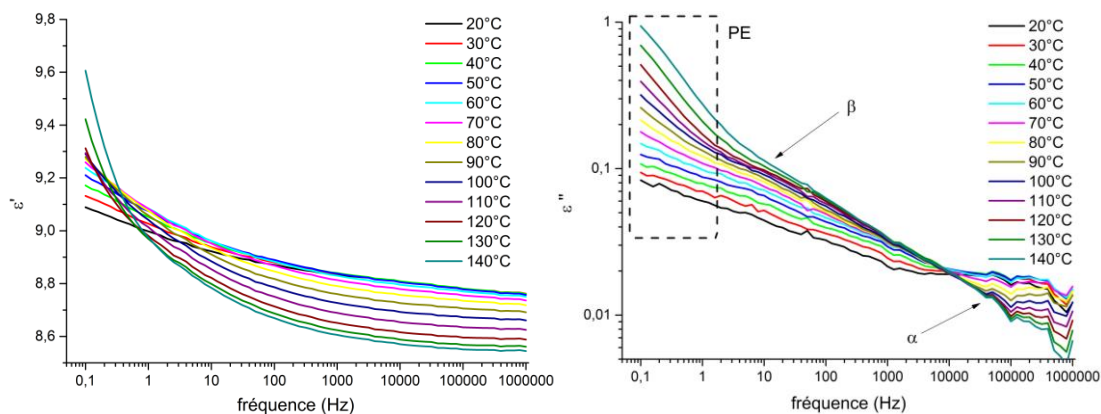 9,8
9,6
9,4
9,2
9,0
8,8
8,6
ε'
0,1 1 10 100 1000 10000 100000 1000000
fréquence (Hz)
20°C
30°C
40°C
50°C
60°C
70°C
80°C
90°C
100°C
110°C
120°C
130°C
140°C
1
0,1
0,01
ε"
PE
β
α
0,1 1 10 100 1000 10000 100000 1000000
fréquence (Hz)
20°C
30°C
40°C
50°C
60°C
70°C
80°C
90°C
100°C
110°C
120°C
130°C
140°C